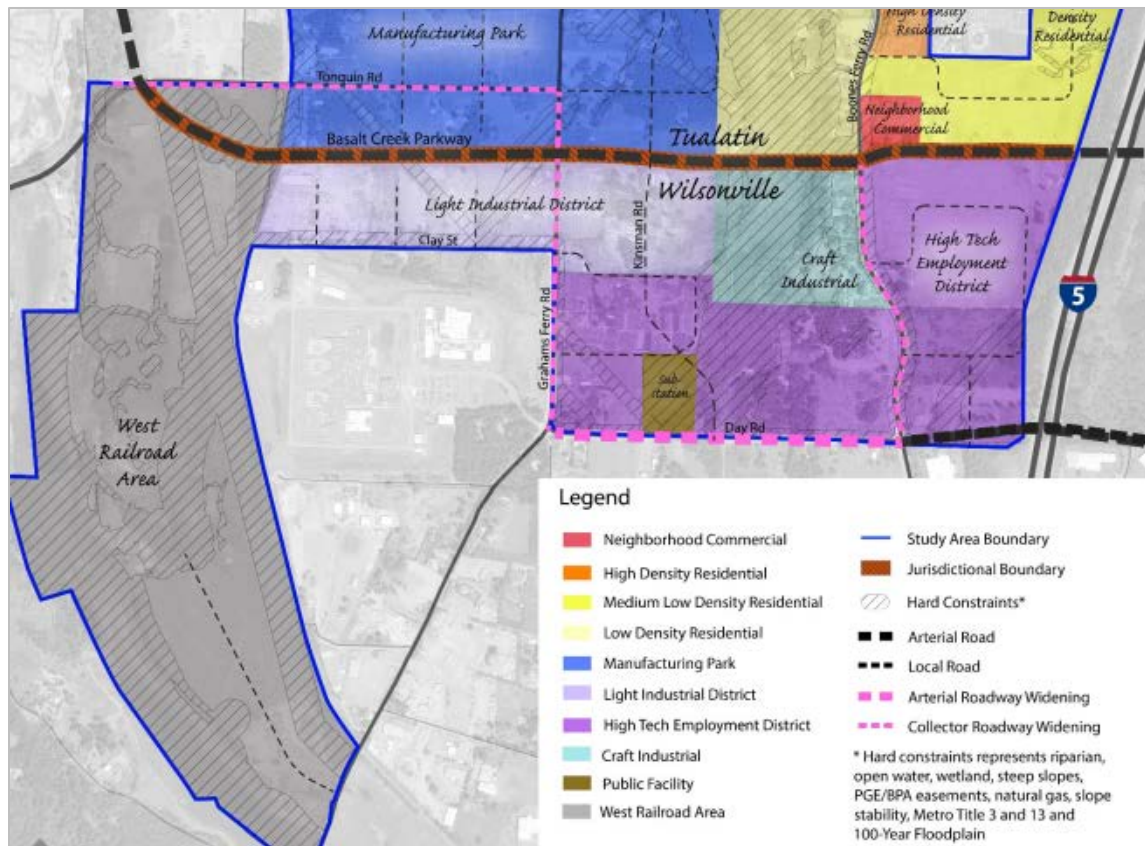 Manufacturing Park
High Density
Residential
Density
Residential
Tonquin Rd
Boones Ferry Rd
Neighborhood
Commercial
Basalt Creek Parkway
Tualatin
Wilsonville
Light Industrial District
Kinsman Rd
Clay St
High Tech
Employment
District
Craft
Industrial
5
Grahams Ferry Rd
Sub
station
West
Railroad
Area
Day Rd
Legend
Neighborhood Commercial
High Density Residential
Medium Low Density Residential
Low Density Residential
Manufacturing Park
Light Industrial District
High Tech Employment District
Craft Industrial
Public Facility
West Railroad Area
Study Area Boundary
Jurisdictional Boundary
Hard Constraints*
Arterial Road
Local Road
Arterial Roadway Widening
Collector Roadway Widening
* Hard constraints represents riparian,
open water, wetland, steep slopes,
PGE/BPA easements, natural gas, slope
stability, Metro Title 3 and 13 and
100-Year Floodplain